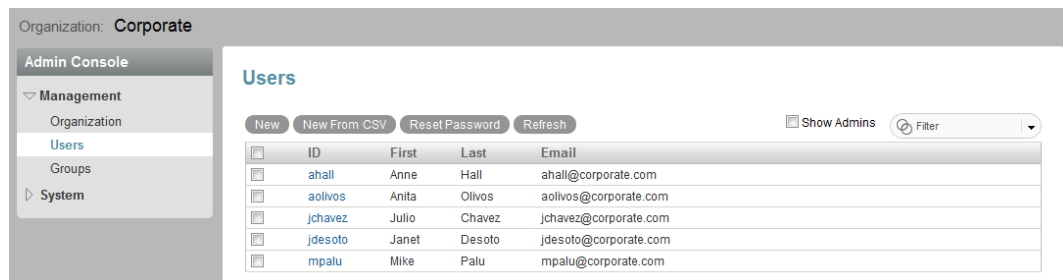 Organization: Corporate
Admin Console
Management
Organization
Users
Groups
System
Users
New New From CSV Reset Password Refresh Show Admins Filter
ID First Last Email
ahall Anne Hall ahall@corporate.com
aolivos Anita Olivos aolivos@corporate.com
jchavez Julio Chavez jchavez@corporate.com
jdesoto Janet Desoto jdesoto@corporate.com
mpalu Mike Palu mpalu@corporate.com